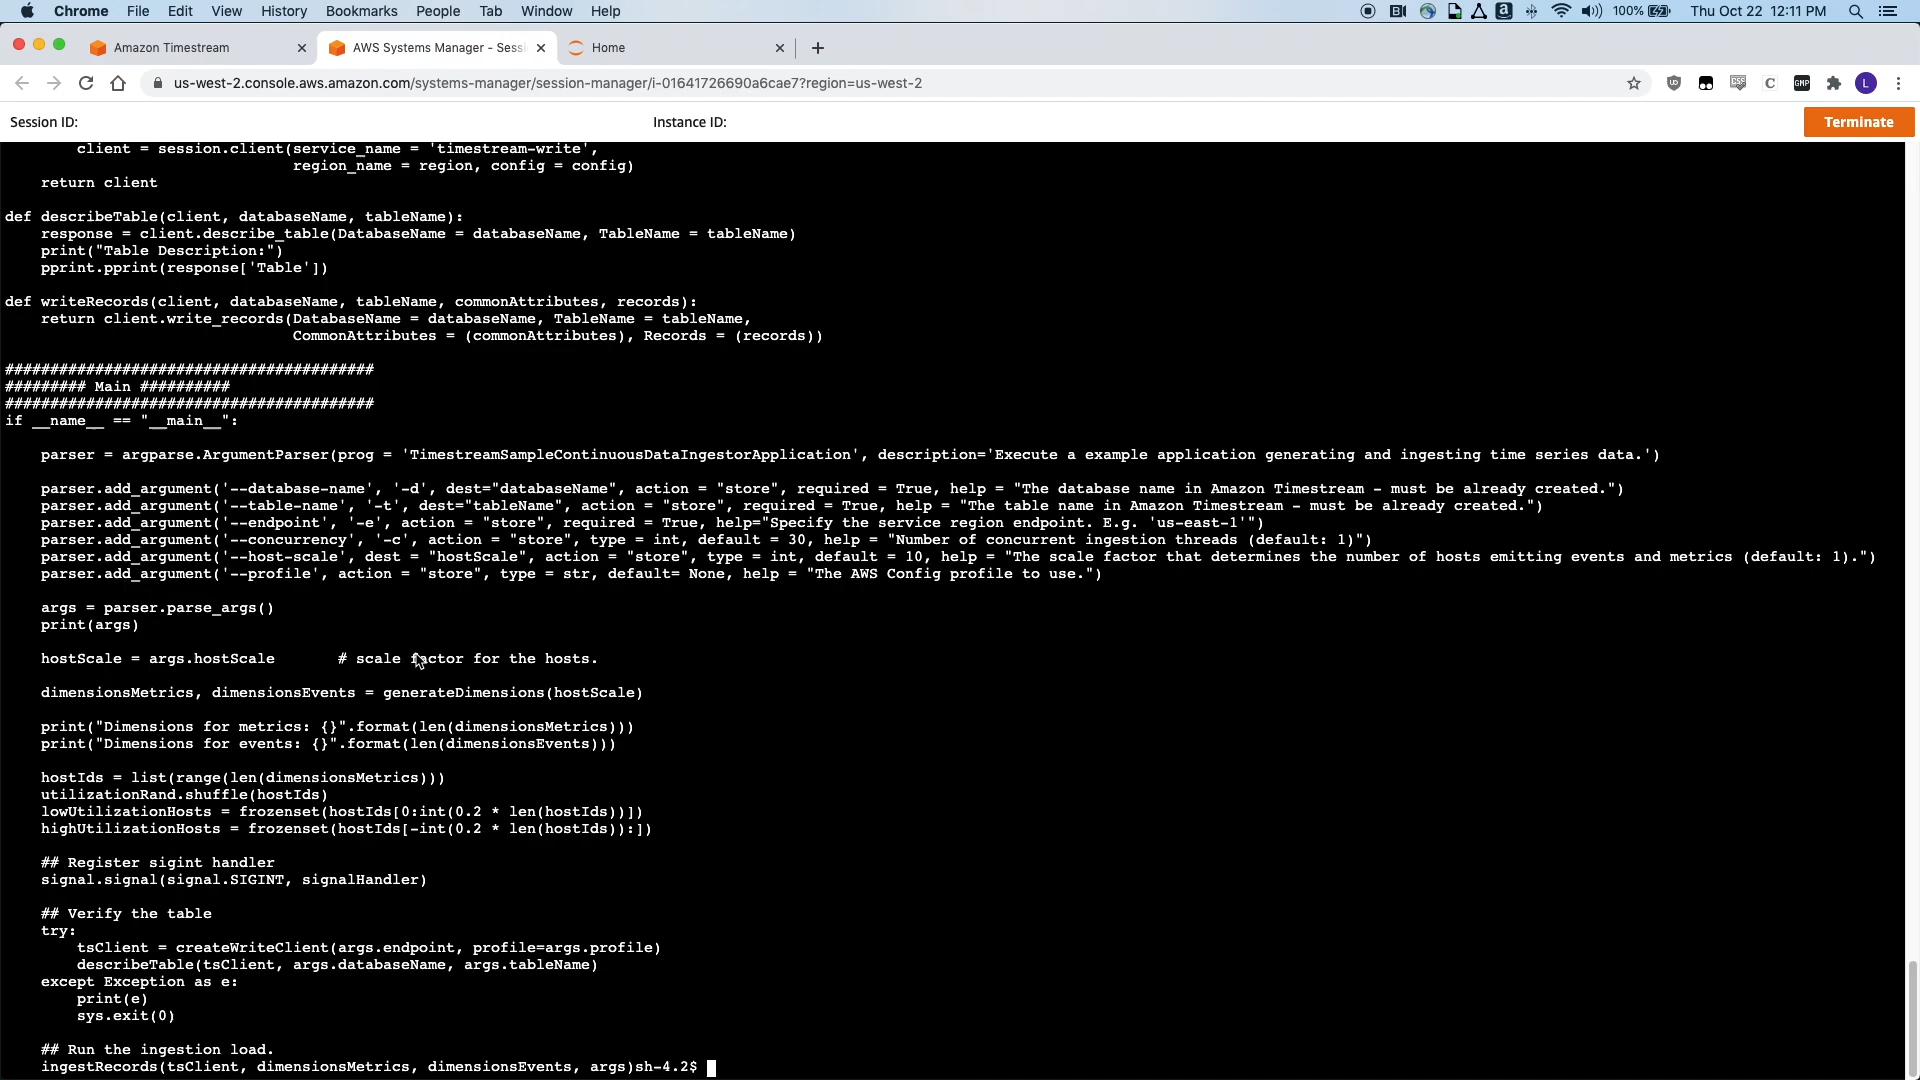 Chrome File Edit View History Bookmarks People Tab Window Help 100% Thu Oct 22 12:11 PM
Amazon Timestream AWS Systems Manager - Sess Home
us-west-2.console.aws.amazon.com/systems-manager/session-manager/i-01641726690a6cae7?region=us-west-2
Session ID: Instance ID: Terminate
client = session.client(service_name = 'timestream-write',
region_name = region, config = config)
return client
def describeTable(client, databaseName, tableName):
response = client.describe_table(DatabaseName = databaseName, TableName = tableName)
print("Table Description:")
pprint.pprint(response['Table'])
def writeRecords(client, databaseName, tableName, commonAttributes, records):
return client.write_records(DatabaseName = databaseName, TableName = tableName,
CommonAttributes = (commonAttributes), Records = (records))
#########################################
######### Main ##########
#########################################
if __name__ == "__main__":
parser = argparse.ArgumentParser(prog = 'TimestreamSampleContinuousDataIngestorApplication', description='Execute a example application generating and ingesting time series data.')
parser.add_argument('--database-name', '-d', dest="databaseName", action = "store", required = True, help = "The database name in Amazon Timestream - must be already created.")
parser.add_argument('--table-name', '-t', dest="tableName", action = "store", required = True, help = "The table name in Amazon Timestream - must be already created.")
parser.add_argument('--endpoint', '-e', action = "store", required = True, help="Specify the service region endpoint. E.g. 'us-east-1'")
parser.add_argument('--concurrency', '-c', action = "store", type = int, default = 30, help = "Number of concurrent ingestion threads (default: 1)")
parser.add_argument('--host-scale', dest = "hostScale", action = "store", type = int, default = 10, help = "The scale factor that determines the number of hosts emitting events and metrics (default: 1).")
parser.add_argument('--profile', action = "store", type = str, default= None, help = "The AWS Config profile to use.")
args = parser.parse_args()
print(args)
hostScale = args.hostScale # scale factor for the hosts.
dimensionsMetrics, dimensionsEvents = generateDimensions(hostScale)
print("Dimensions for metrics: {}".format(len(dimensionsMetrics)))
print("Dimensions for events: {}".format(len(dimensionsEvents)))
hostIds = list(range(len(dimensionsMetrics)))
utilizationRand.shuffle(hostIds)
lowUtilizationHosts = frozenset(hostIds[0:int(0.2 * len(hostIds))])
highUtilizationHosts = frozenset(hostIds[-int(0.2 * len(hostIds)):])
## Register sigint handler
signal.signal(signal.SIGINT, signalHandler)
## Verify the table
try:
tsClient = createWriteClient(args.endpoint, profile=args.profile)
describeTable(tsClient, args.databaseName, args.tableName)
except Exception as e:
print(e)
sys.exit(0)
## Run the ingestion load.
ingestRecords(tsClient, dimensionsMetrics, dimensionsEvents, args)sh-4.2$